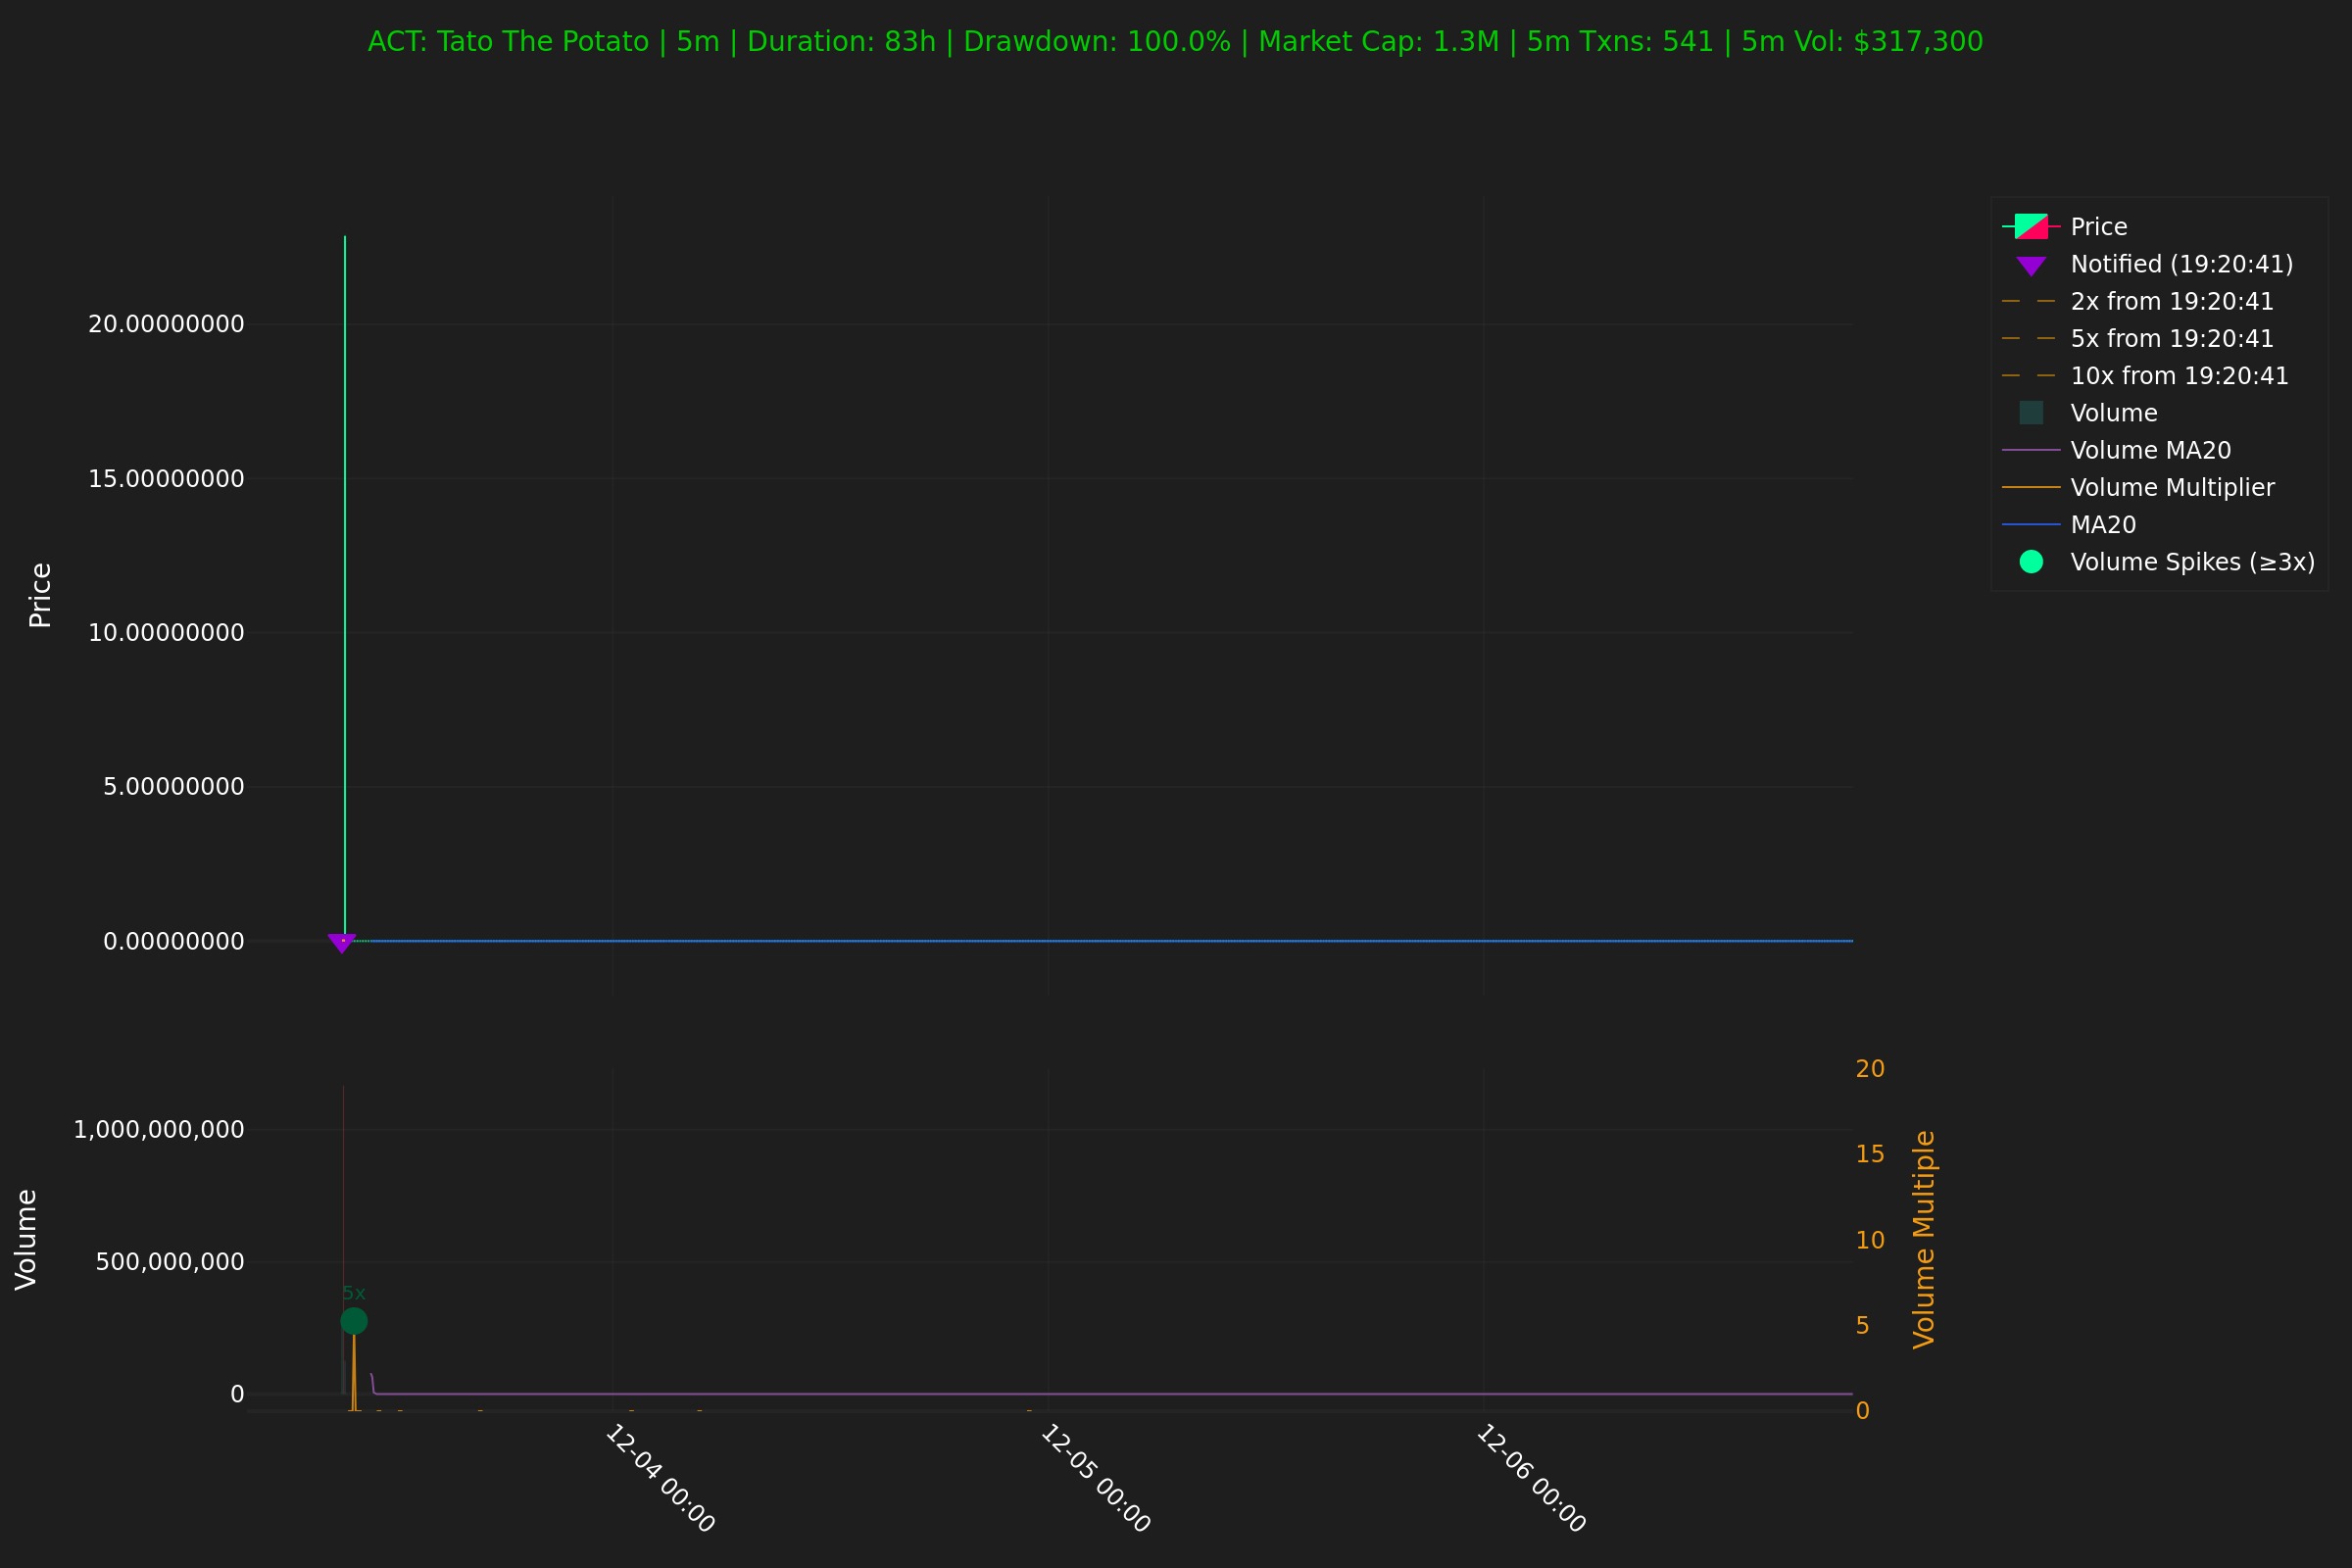 ACT: Tato The Potato | 5m | Duration: 83h | Drawdown: 100.0% | Market Cap: 1.3M | 5m Txns: 541 | 5m Vol: $317,300
Price
20.00000000
15.00000000
10.00000000
5.00000000
0.00000000
Price
Notified (19:20:41)
2x from 19:20:41
5x from 19:20:41
10x from 19:20:41
Volume
Volume MA20
Volume Multiplier
MA20
Volume Spikes (≥3x)
Volume
1,000,000,000
500,000,000
0
5x
20
15
10
5
0
Volume Multiple
12-04 00:00
12-05 00:00
12-06 00:00